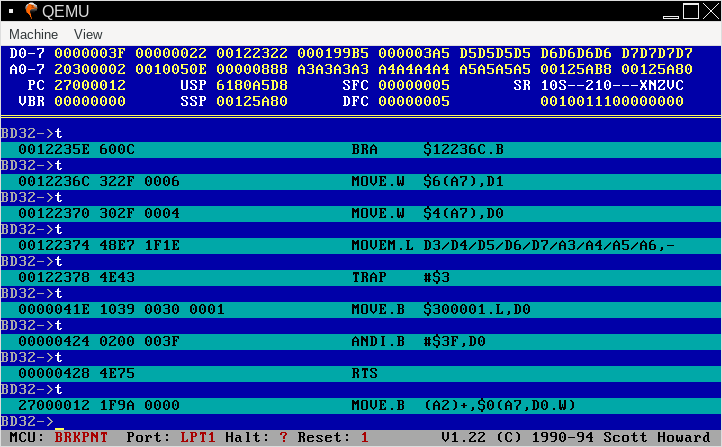 QEMU
Machine View
D0-7 0000003F 00000022 00122322 000199B5 000003A5 D5D5D5D5 D6D6D6D6 D7D7D7D7
A0-7 20300002 0010050E 00000888 A3A3A3A3 A4A4A4A4 A5A5A5A5 00125AB8 00125A80
PC 27000012 USP 6180A5D8 SFC 00000005 SR 10S--210---XNZVC
VBR 00000000 SSP 00125A80 DFC 00000005 0010011100000000
BD32->t
0012235E 600C BRA $12236C.B
BD32->t
0012236C 322F 0006 MOVE.W $6(A7),D1
BD32->t
00122370 302F 0004 MOVE.W $4(A7),D0
BD32->t
00122374 48E7 1F1E MOVEM.L D3/D4/D5/D6/D7/A3/A4/A5/A6,-
BD32->t
00122378 4E43 TRAP #$3
BD32->t
0000041E 1039 0030 0001 MOVE.B $300001.L,D0
BD32->t
00000424 0200 003F ANDI.B #$3F,D0
BD32->t
00000428 4E75 RTS
BD32->t
27000012 1F9A 0000 MOVE.B (A2)+,$0(A7,D0.W)
BD32->_
MCU: BRKPNT Port: LPT1 Halt: ? Reset: 1 V1.22 (C) 1990-94 Scott Howard